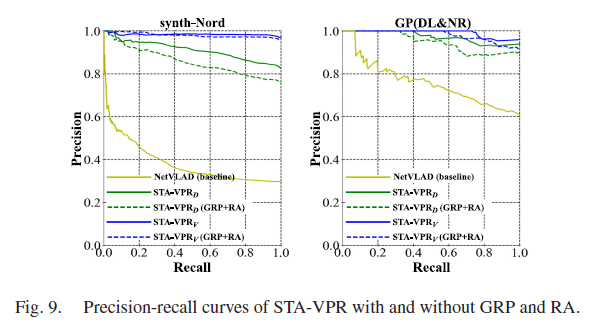 synth-Nord
GP(DL&NR)
1.0
0.8
0.6
0.4
0.2
0.0
Precision
NetVLAD (baseline)
STA-VPR_D
STA-VPR_D (GRP+RA)
STA-VPR_V
STA-VPR_V (GRP+RA)
0.0 0.2 0.4 0.6 0.8 1.0
Recall
1.0
0.8
0.6
0.4
0.2
0.0
Precision
NetVLAD (baseline)
STA-VPR_D
STA-VPR_D (GRP+RA)
STA-VPR_V
STA-VPR_V (GRP+RA)
0.0 0.2 0.4 0.6 0.8 1.0
Recall
Fig. 9. Precision-recall curves of STA-VPR with and without GRP and RA.